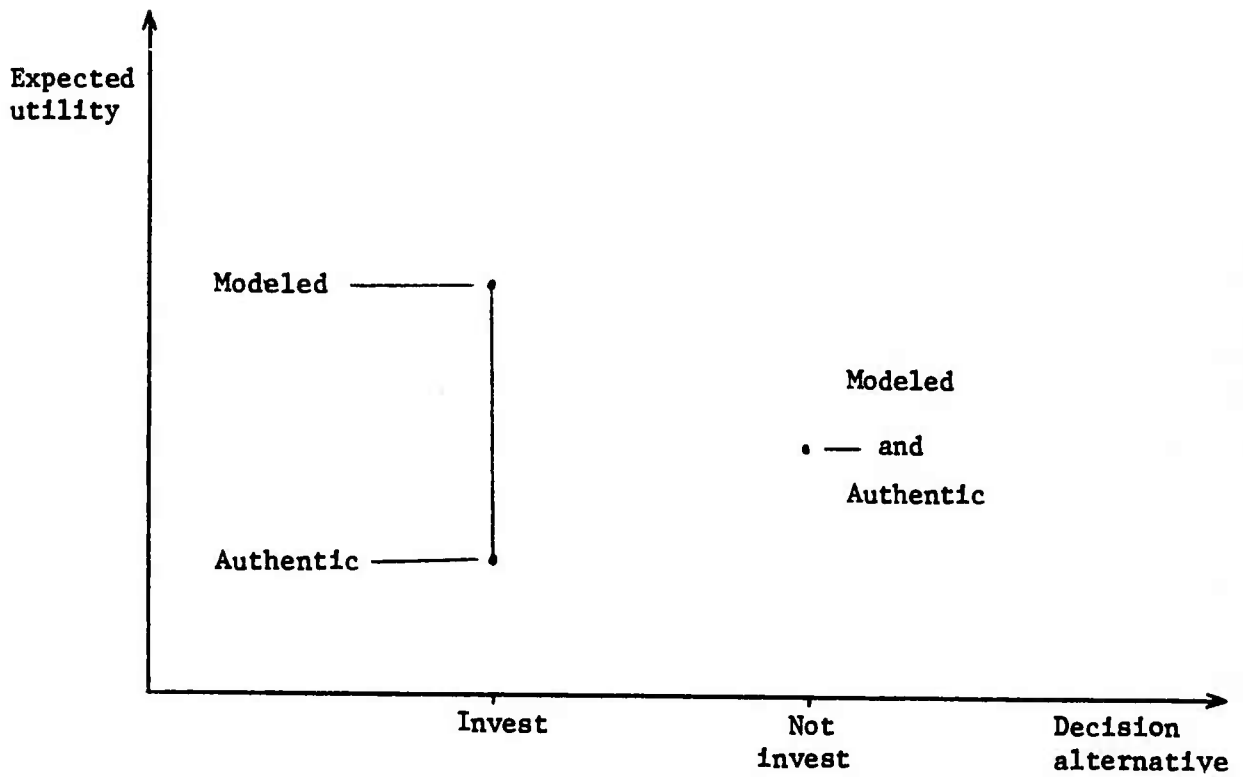 Expected
utility
Modeled
Modeled
and
Authentic
Authentic
Invest
Not
invest
Decision
alternative